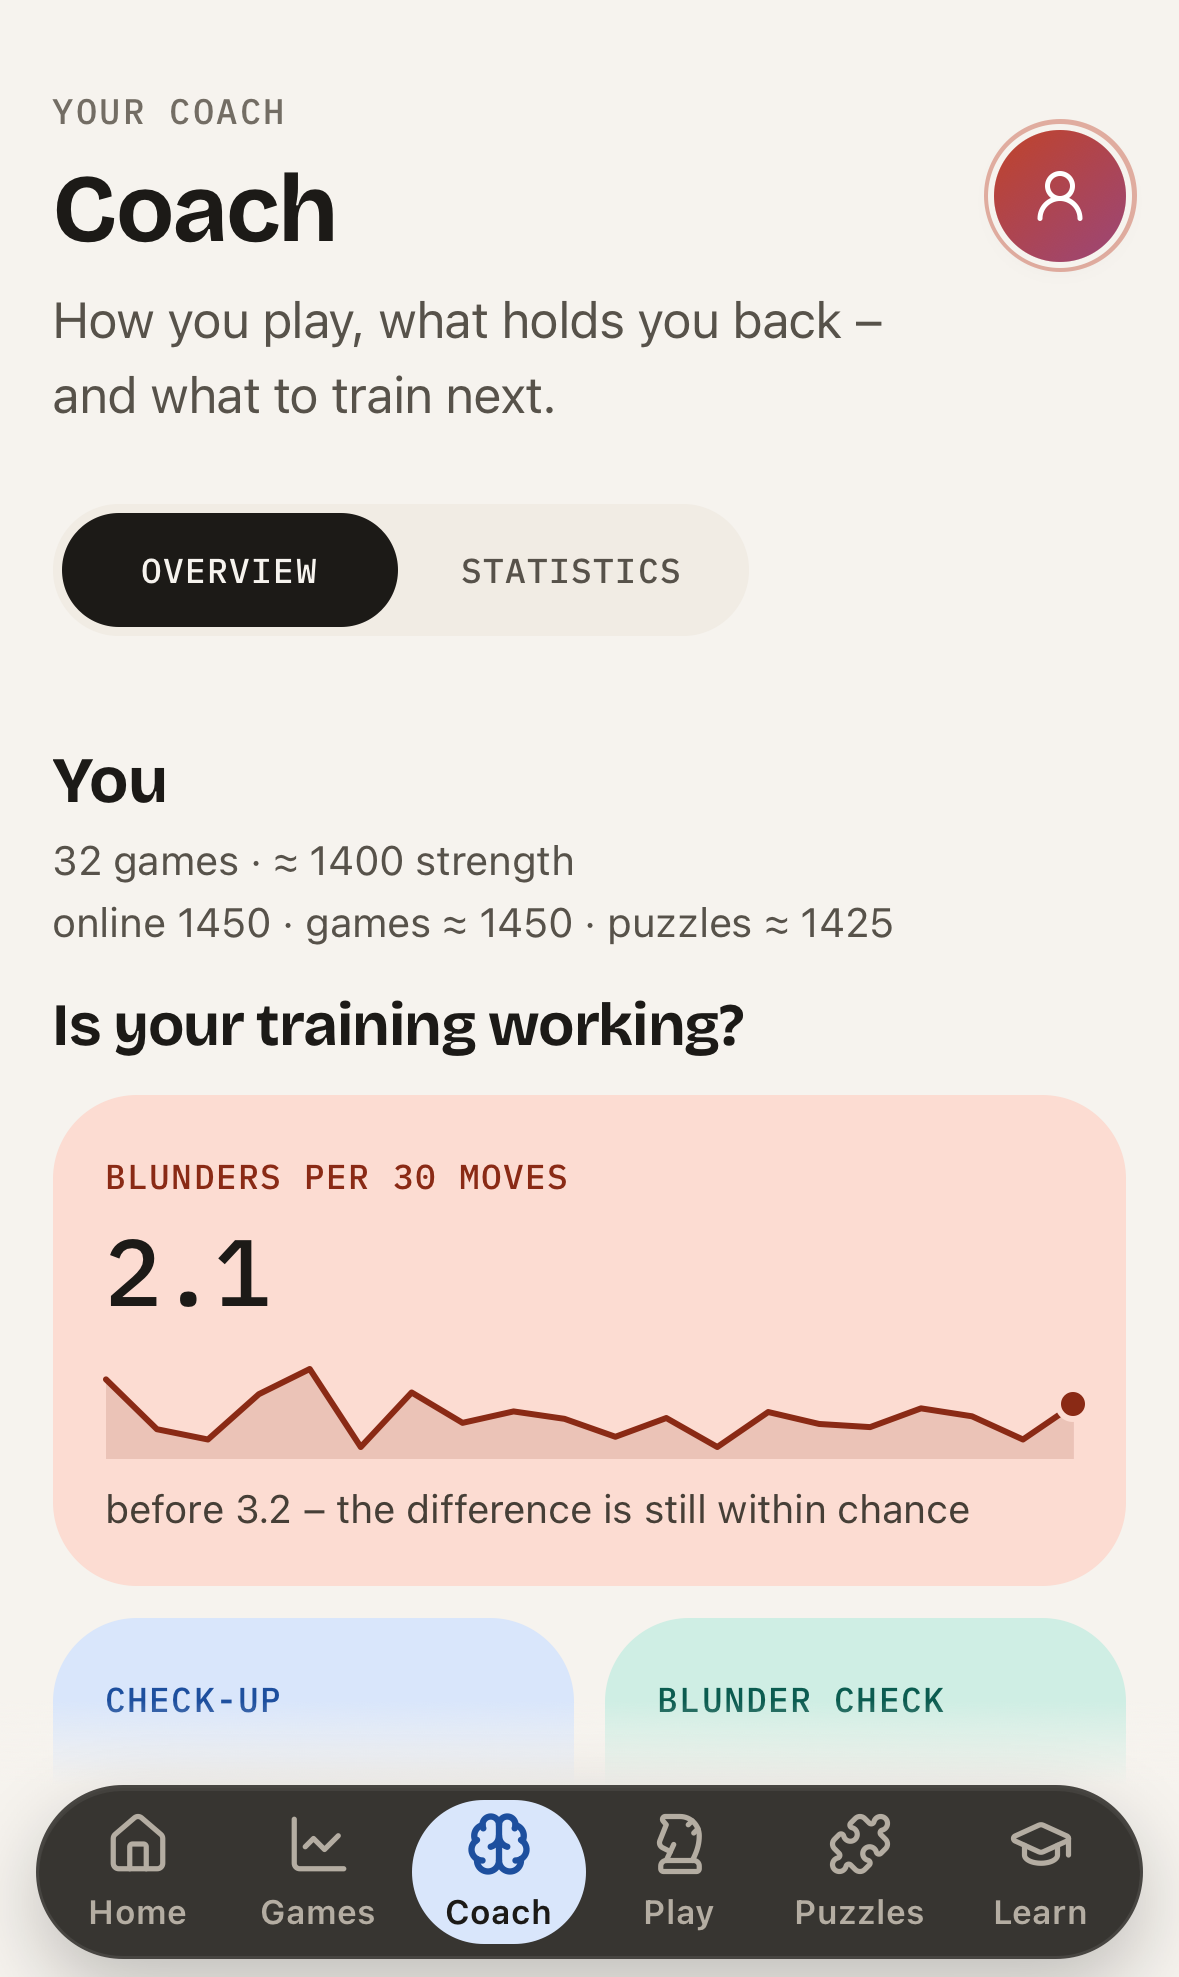 YOUR COACH
Coach
How you play, what holds you back –
and what to train next.
OVERVIEW
STATISTICS
You
32 games · ≈ 1400 strength
online 1450 · games ≈ 1450 · puzzles ≈ 1425
Is your training working?
BLUNDERS PER 30 MOVES
2.1
before 3.2 – the difference is still within chance
CHECK-UP
BLUNDER CHECK
Home
Games
Coach
Play
Puzzles
Learn